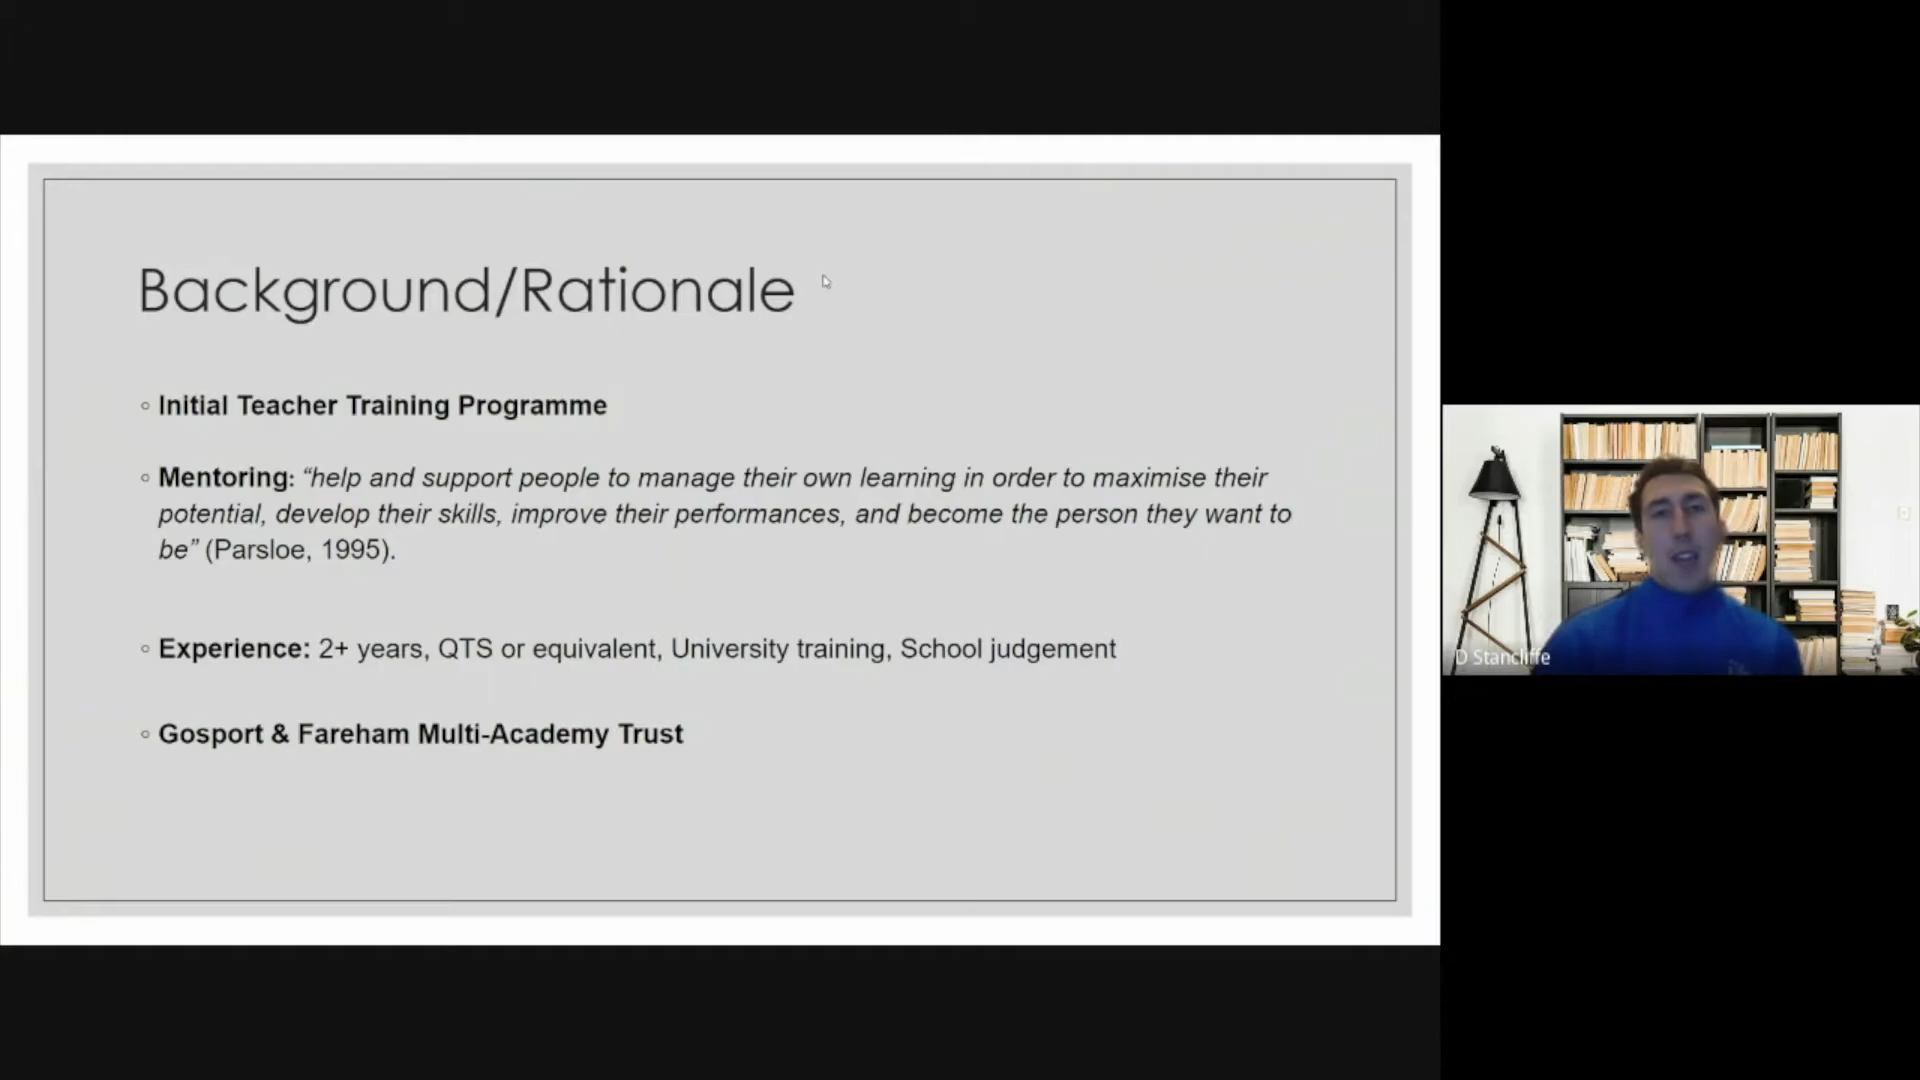 Background/Rationale
◦ Initial Teacher Training Programme
◦ Mentoring: “help and support people to manage their own learning in order to maximise their
potential, develop their skills, improve their performances, and become the person they want to
be” (Parsloe, 1995).
◦ Experience: 2+ years, QTS or equivalent, University training, School judgement
◦ Gosport & Fareham Multi-Academy Trust
D Stancliffe